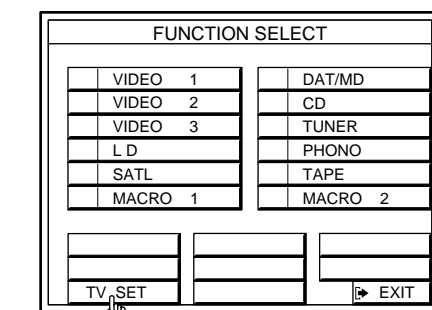 FUNCTION SELECT
VIDEO 1
VIDEO 2
VIDEO 3
L D
SATL
MACRO 1
DAT/MD
CD
TUNER
PHONO
TAPE
MACRO 2
TV SET
EXIT